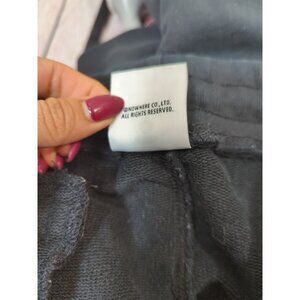 ©NOWHERE CO., LTD.
ALL RIGHTS RESERVED.